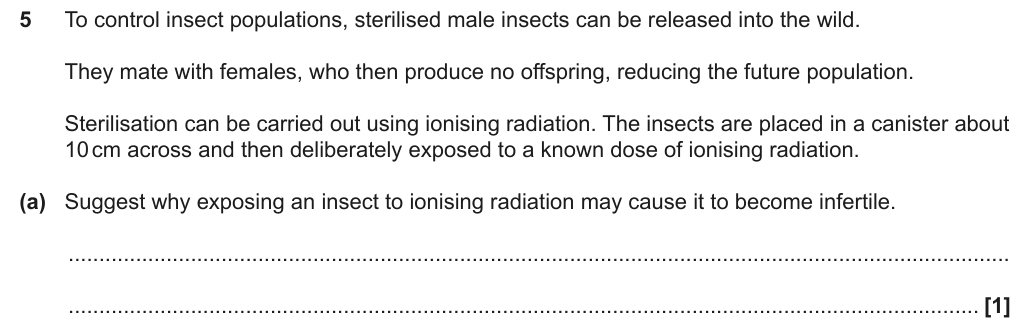 5 To control insect populations, sterilised male insects can be released into the wild.
They mate with females, who then produce no offspring, reducing the future population.
Sterilisation can be carried out using ionising radiation. The insects are placed in a canister about
10 cm across and then deliberately exposed to a known dose of ionising radiation.
(a) Suggest why exposing an insect to ionising radiation may cause it to become infertile.
...................................................................................................................................................
............................................................................................................................................... [1]